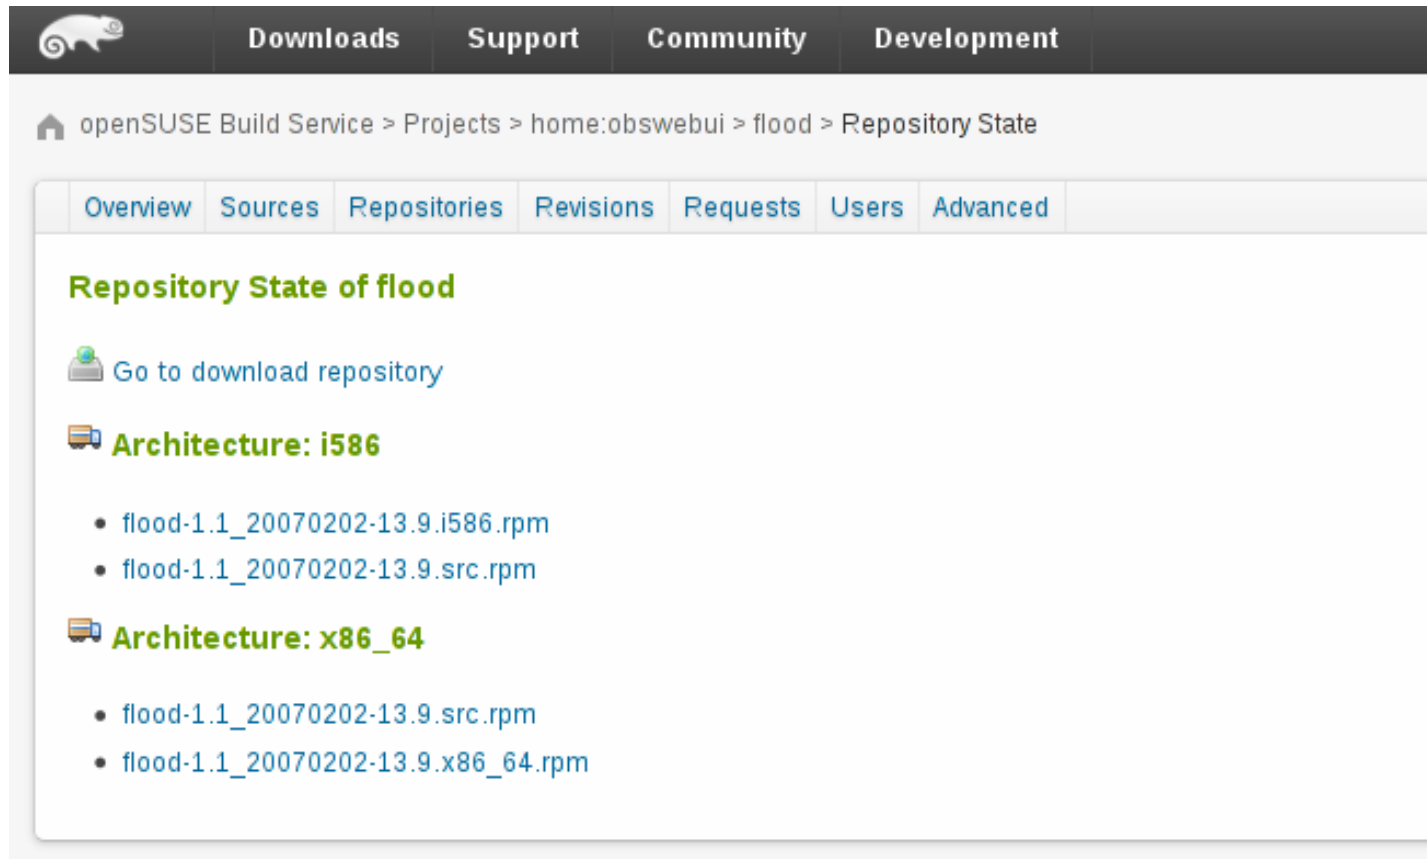 Downloads Support Community Development
openSUSE Build Service > Projects > home:obswebui > flood > Repository State
Overview Sources Repositories Revisions Requests Users Advanced
Repository State of flood
Go to download repository
Architecture: i586
• flood-1.1_20070202-13.9.i586.rpm
• flood-1.1_20070202-13.9.src.rpm
Architecture: x86_64
• flood-1.1_20070202-13.9.src.rpm
• flood-1.1_20070202-13.9.x86_64.rpm